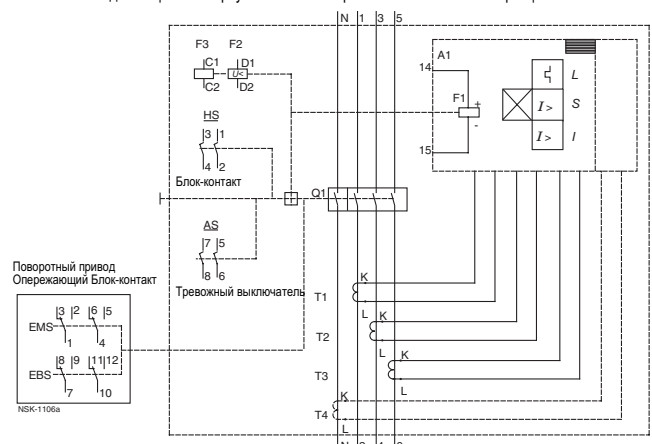 N 1 3 5
F3 F2
C1 D1
U<
C2 D2
A1
14
F1
+
-
15
L
I> S
I> I
HS
3 1
4 2
Блок-контакт
Q1
AS
7 5
8 6
Тревожный выключатель
Поворотный привод
Опережающий Блок-контакт
3 2 6 5
EMS
1 4
8 9 11 12
EBS
7 10
NSK-1106a
K
T1
L K
T2
L K
T3
L
K
T4
L